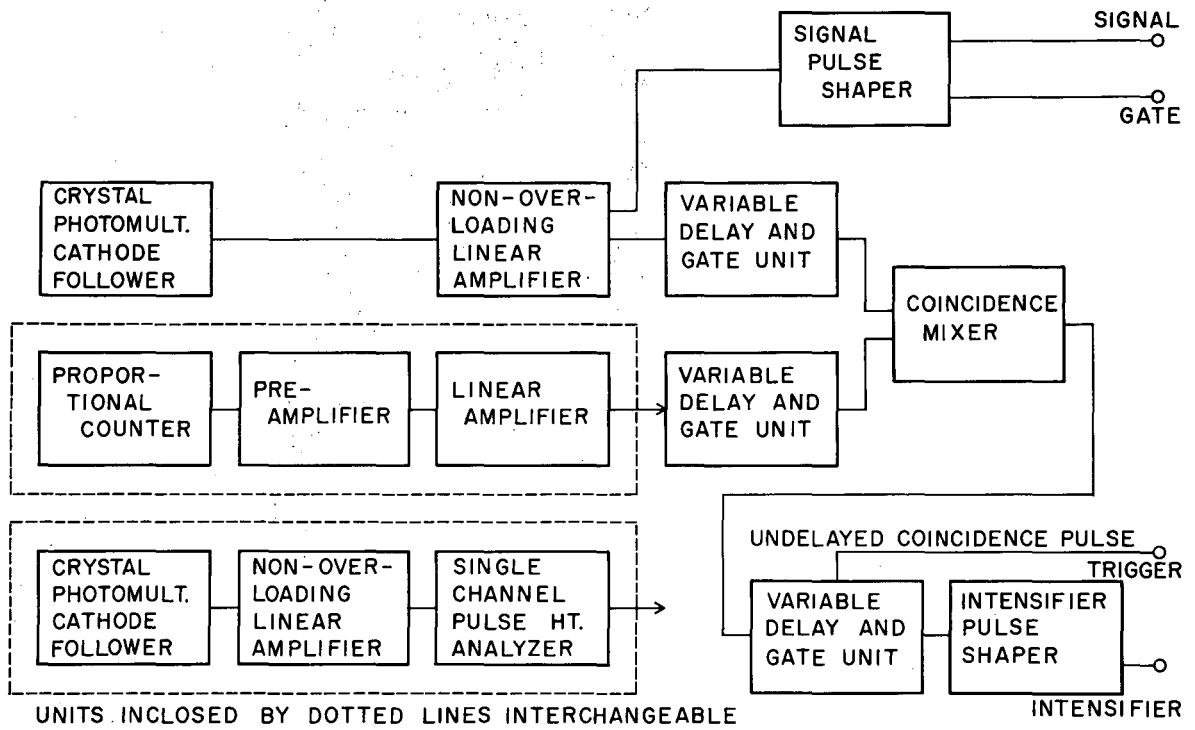 SIGNAL
SIGNAL
PULSE
SHAPER
GATE
CRYSTAL
PHOTOMULT.
CATHODE
FOLLOWER
NON-OVER-
LOADING
LINEAR
AMPLIFIER
VARIABLE
DELAY AND
GATE UNIT
COINCIDENCE
MIXER
PROPOR-
TIONAL
COUNTER
PRE-
AMPLIFIER
LINEAR
AMPLIFIER
VARIABLE
DELAY AND
GATE UNIT
CRYSTAL
PHOTOMULT.
CATHODE
FOLLOWER
NON-OVER-
LOADING
LINEAR
AMPLIFIER
SINGLE
CHANNEL
PULSE HT.
ANALYZER
UNDELAYED COINCIDENCE PULSE
TRIGGER
VARIABLE
DELAY AND
GATE UNIT
INTENSIFIER
PULSE
SHAPER
INTENSIFIER
UNITS INCLOSED BY DOTTED LINES INTERCHANGEABLE